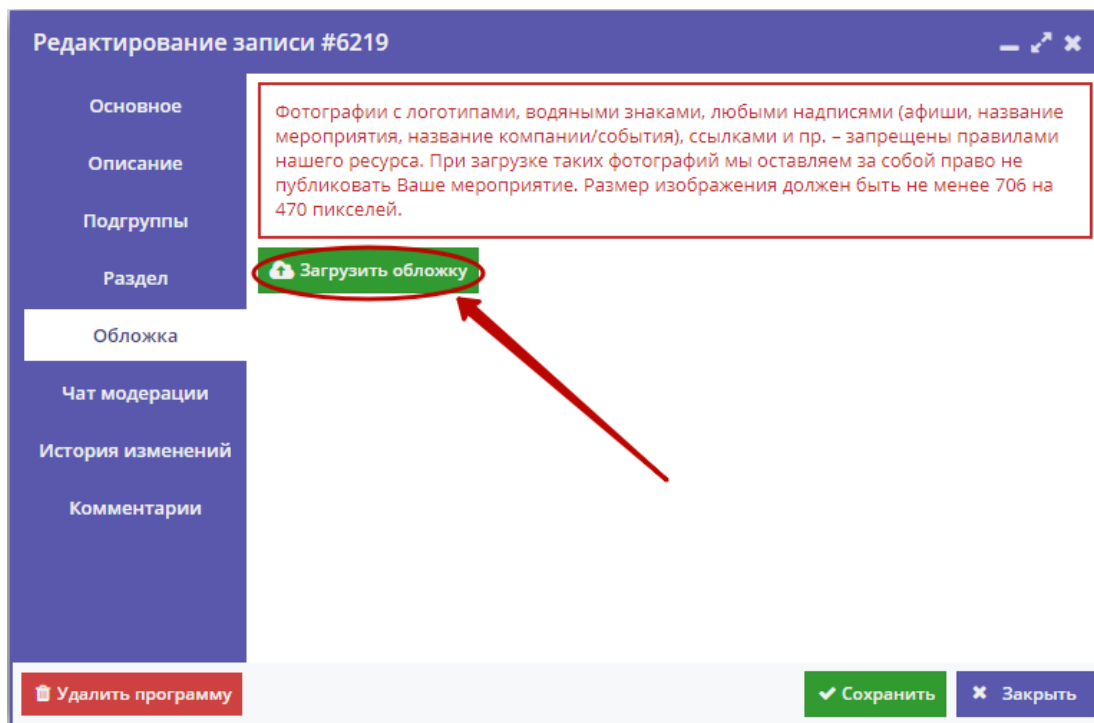 Редактирование записи #6219
Основное
Описание
Подгруппы
Раздел
Обложка
Чат модерации
История изменений
Комментарии
Фотографии с логотипами, водяными знаками, любыми надписями (афиши, название
мероприятия, название компании/события), ссылками и пр. – запрещены правилами
нашего ресурса. При загрузке таких фотографий мы оставляем за собой право не
публиковать Ваше мероприятие. Размер изображения должен быть не менее 706 на
470 пикселей.
Загрузить обложку
Удалить программу
Сохранить
Закрыть